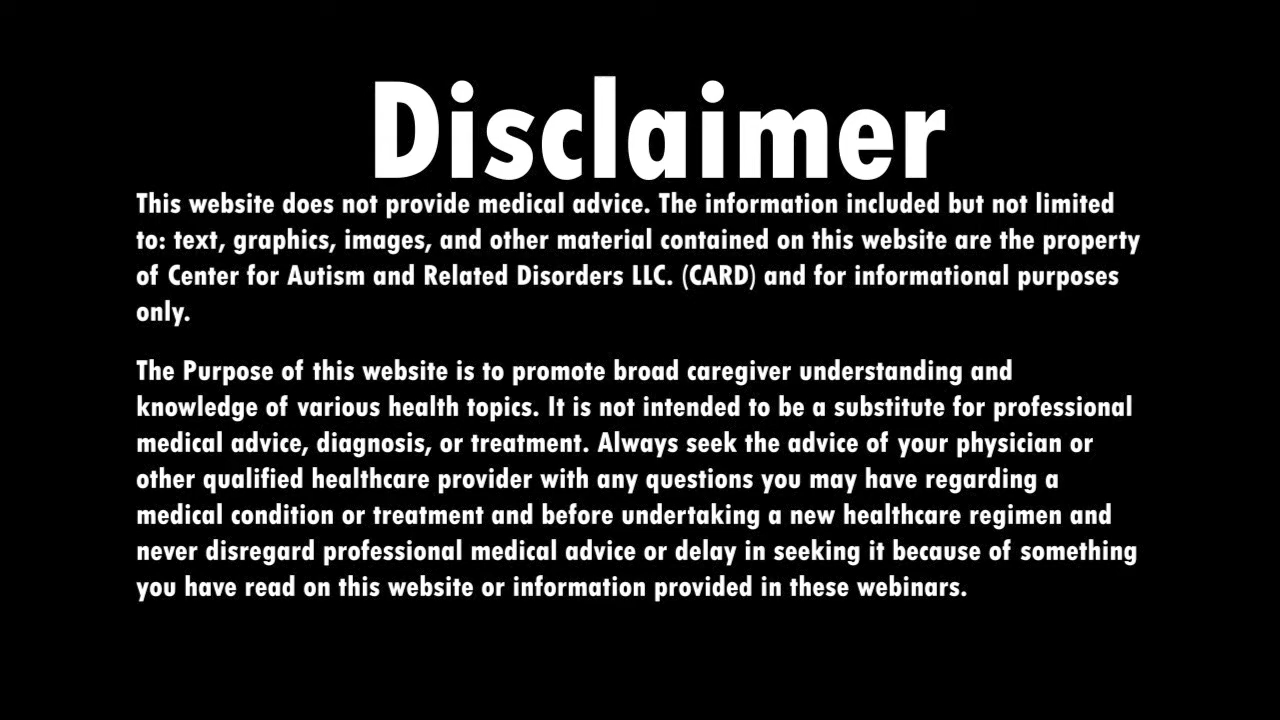 Disclaimer
This website does not provide medical advice. The information included but not limited
to: text, graphics, images, and other material contained on this website are the property
of Center for Autism and Related Disorders LLC. (CARD) and for informational purposes
only.
The Purpose of this website is to promote broad caregiver understanding and
knowledge of various health topics. It is not intended to be a substitute for professional
medical advice, diagnosis, or treatment. Always seek the advice of your physician or
other qualified healthcare provider with any questions you may have regarding a
medical condition or treatment and before undertaking a new healthcare regimen and
never disregard professional medical advice or delay in seeking it because of something
you have read on this website or information provided in these webinars.